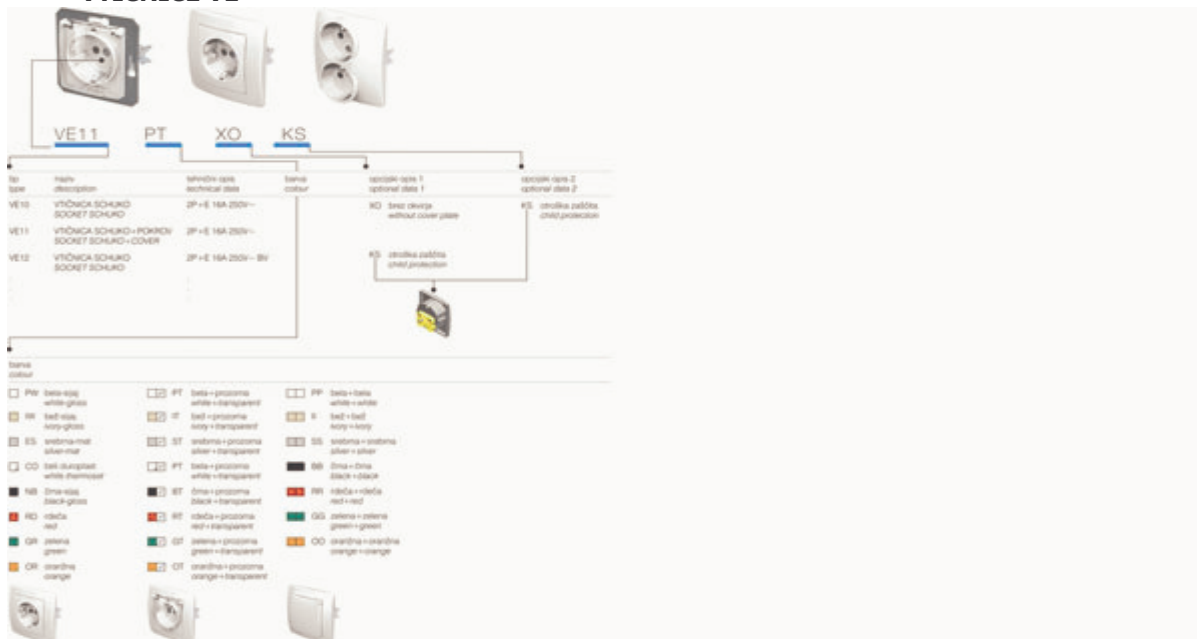 VE11 PT XO KS
tip naziv tehnični opis barva opcijski opis 1 opcijski opis 2
type description technical data colour optional data 1 optional data 2
VE10 VTIČNICA SCHUKO 2P+E 16A 250V~ XO brez okvirja KS otroška zaščita
SOCKET SCHUKO without cover plate child protection
VE11 VTIČNICA SCHUKO+POKROV 2P+E 16A 250V~
SOCKET SCHUKO+COVER
VE12 VTIČNICA SCHUKO 2P+E 16A 250V~ BV KS otroška zaščita
SOCKET SCHUKO child protection
barva
colour
PW bela-sijaj PT bela+prozorna PP bela+bela
white-gloss white+transparent white+white
IW bež-sijaj IT bež+prozorna II bež+bež
ivory-gloss ivory+transparent ivory+ivory
ES srebrna-mat ST srebrna+prozorna SS srebrna+srebrna
silver-mat silver+transparent silver+silver
CO beli duroplast PT bela+prozorna BB črna+črna
white thermoset white+transparent black+black
NB črna-sijaj BT črna+prozorna RR rdeča+rdeča
black-gloss black+transparent red+red
RD rdeča RT rdeča+prozorna GG zelena+zelena
red red+transparent green+green
GR zelena GT zelena+prozorna OO oranžna+oranžna
green green+transparent orange+orange
OR oranžna OT oranžna+prozorna
orange orange+transparent